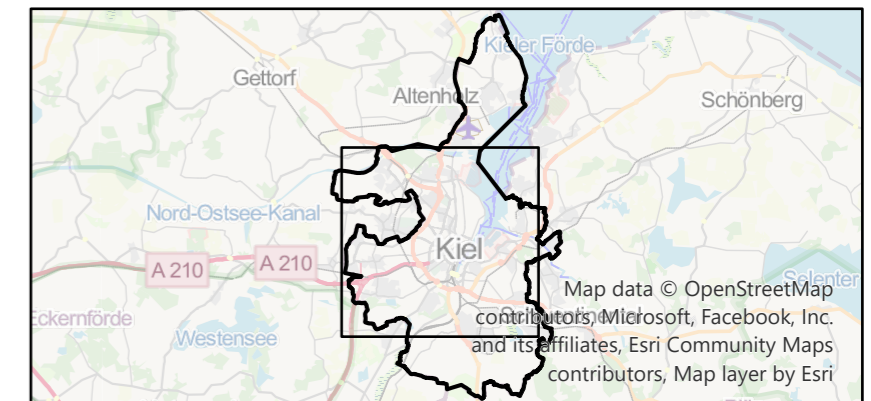 Kieler Förde
Gettorf
Altenholz
Schönberg
Nord-Ostsee-Kanal
Kiel
A 210
A 210
Selenter
Map data © OpenStreetMap
contributors, Microsoft, Facebook, Inc.
and its affiliates, Esri Community Maps
contributors, Map layer by Esri
Eckernförde
Westensee